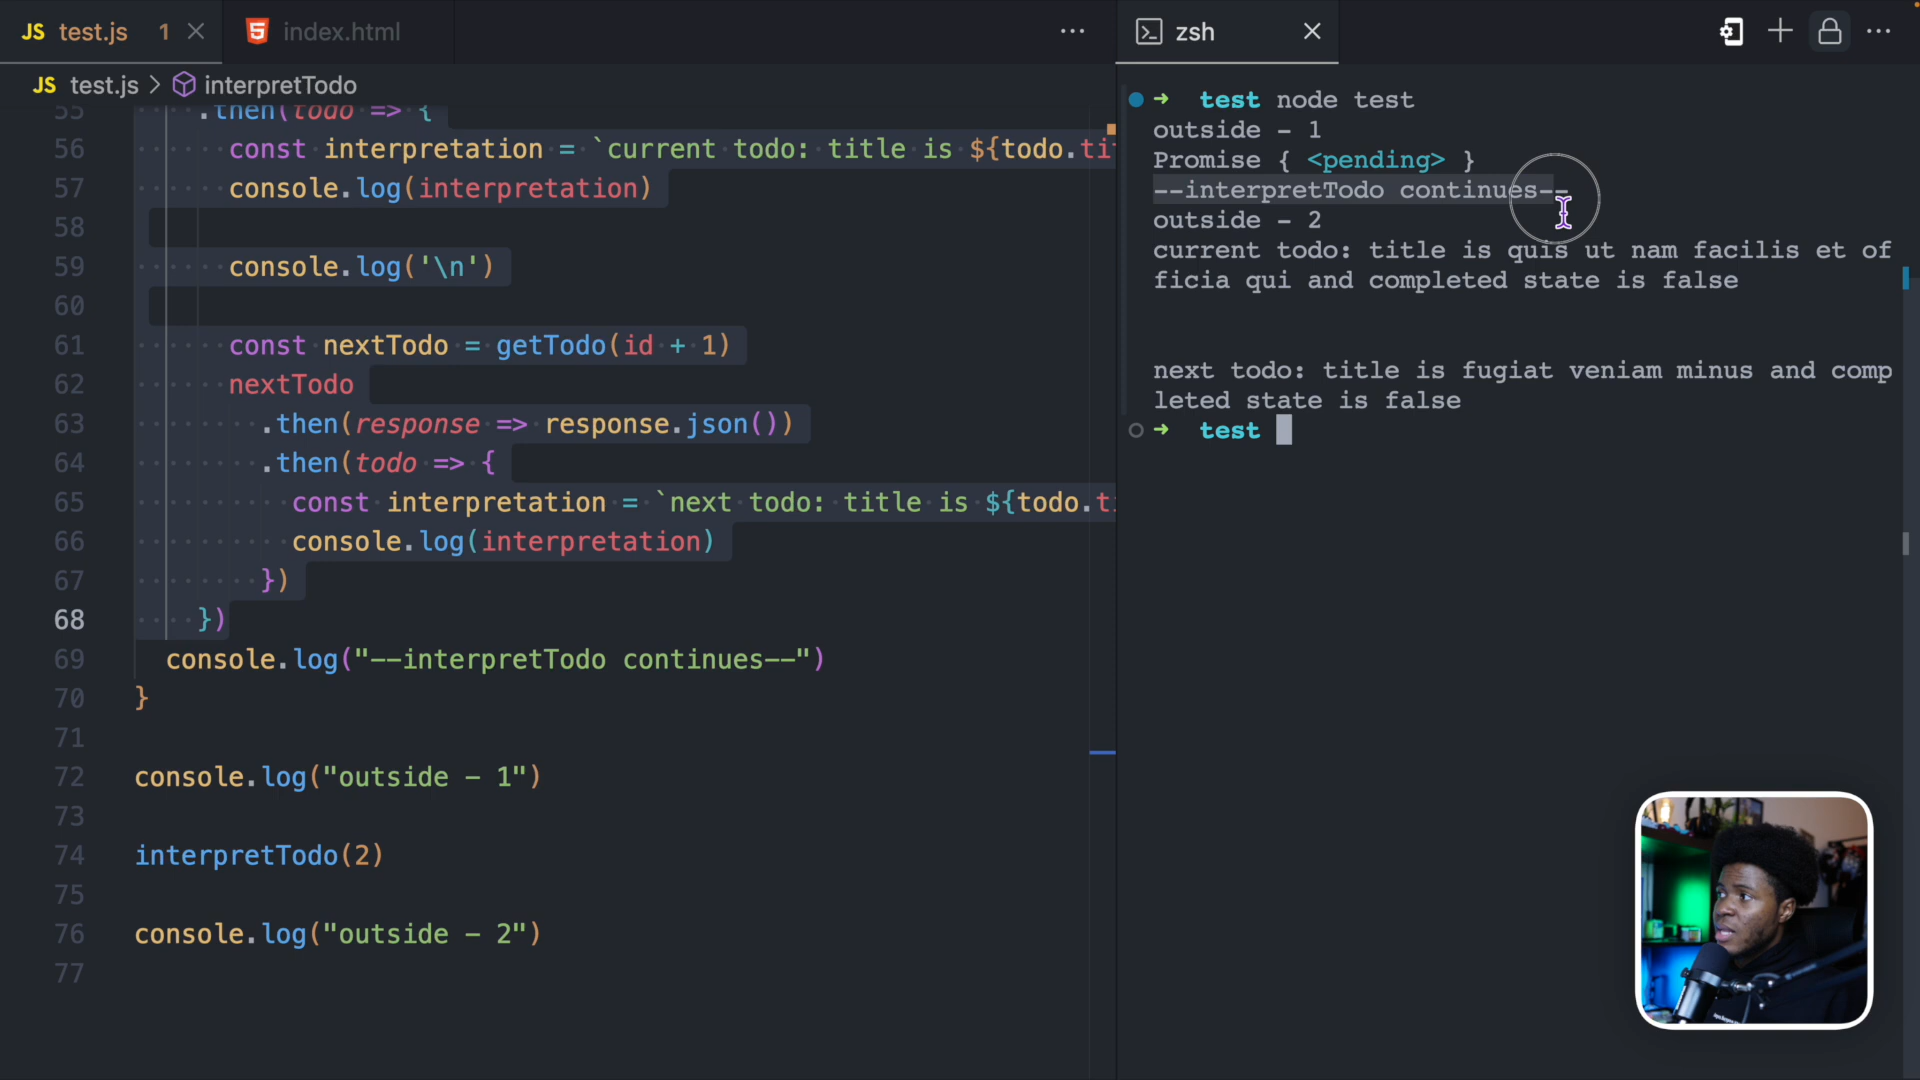 JS test.js 1
index.html
zsh
JS test.js > interpretTodo
55 .then(todo => {
56 const interpretation = `current todo: title is ${todo.ti
57 console.log(interpretation)
58
59 console.log('\n')
60
61 const nextTodo = getTodo(id + 1)
62 nextTodo
63 .then(response => response.json())
64 .then(todo => {
65 const interpretation = `next todo: title is ${todo.ti
66 console.log(interpretation)
67 })
68 })
69 console.log("--interpretTodo continues--")
70 }
71
72 console.log("outside - 1")
73
74 interpretTodo(2)
75
76 console.log("outside - 2")
77
➜ test node test
outside - 1
Promise { <pending> }
--interpretTodo continues--
outside - 2
current todo: title is quis ut nam facilis et of
ficia qui and completed state is false
next todo: title is fugiat veniam minus and comp
leted state is false
➜ test